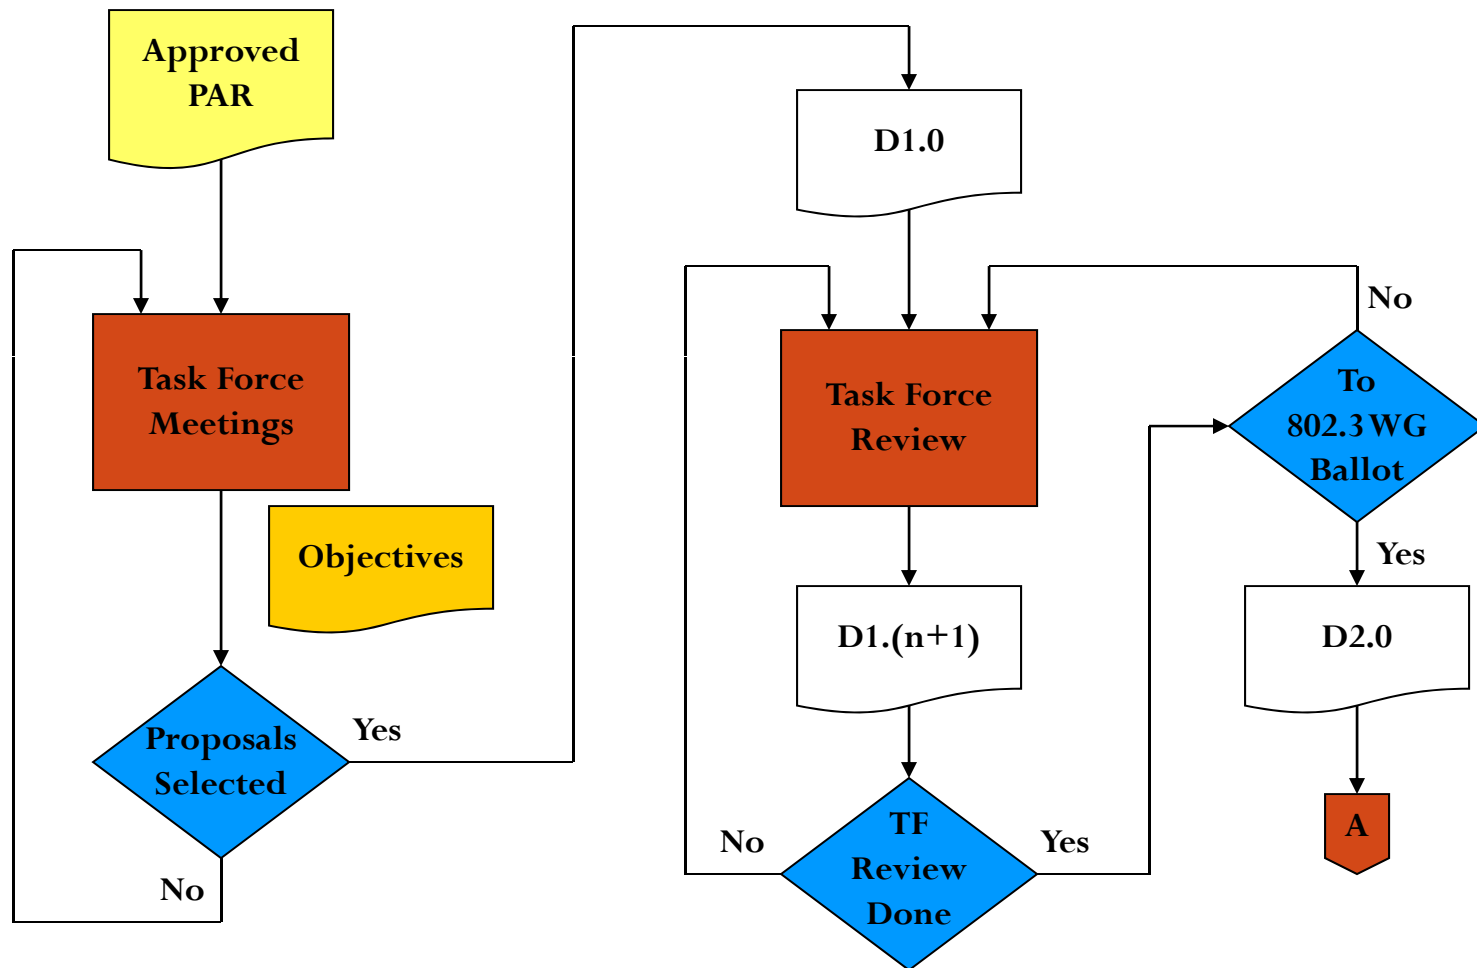 Approved
PAR
Task Force
Meetings
Objectives
Proposals
Selected
Yes
No
D1.0
Task Force
Review
D1.(n+1)
TF
Review
Done
No
Yes
To
802.3 WG
Ballot
No
Yes
D2.0
A